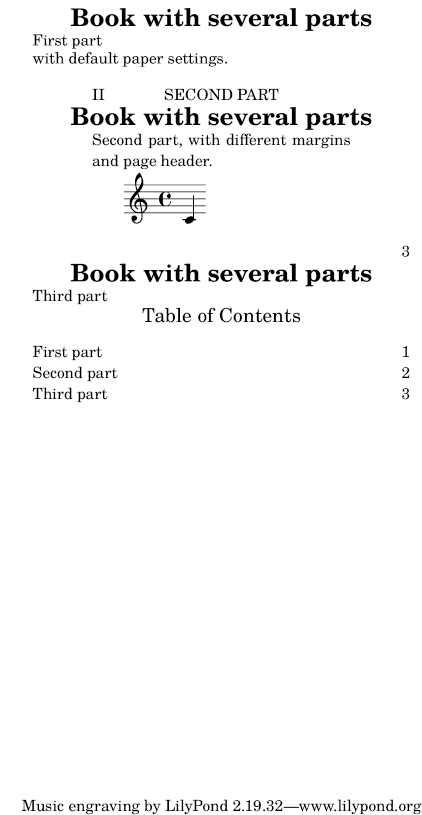 Book with several parts
First part
with default paper settings.
II SECOND PART
Book with several parts
Second part, with different margins
and page header.
3
Book with several parts
Third part
Table of Contents
First part 1
Second part 2
Third part 3
Music engraving by LilyPond 2.19.32—www.lilypond.org